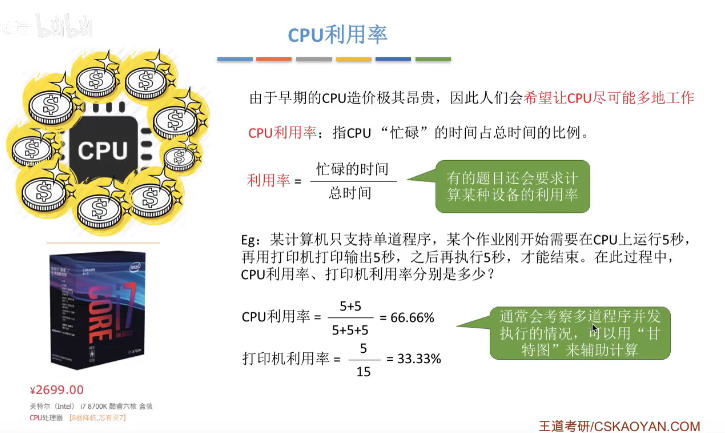 bilibili
CPU利用率
由于早期的CPU造价极其昂贵，因此人们会希望让CPU尽可能多地工作
CPU利用率：指CPU “忙碌”的时间占总时间的比例。
利用率 = 忙碌的时间
总时间
有的题目还会要求计
算某种设备的利用率
Eg：某计算机只支持单道程序，某个作业刚开始需要在CPU上运行5秒，
再用打印机打印输出5秒，之后再执行5秒，才能结束。在此过程中，
CPU利用率、打印机利用率分别是多少？
CPU利用率 = 5+5
5+5+5
= 66.66%
打印机利用率 = 5
15
= 33.33%
通常会考察多道程序并发
执行的情况，可以用“甘
特图”来辅助计算
CPU
CORE i7
¥2699.00
英特尔（Intel） i7 8700K 酷睿六核 盒装
CPU处理器
王道考研/CSKAOYAN.COM